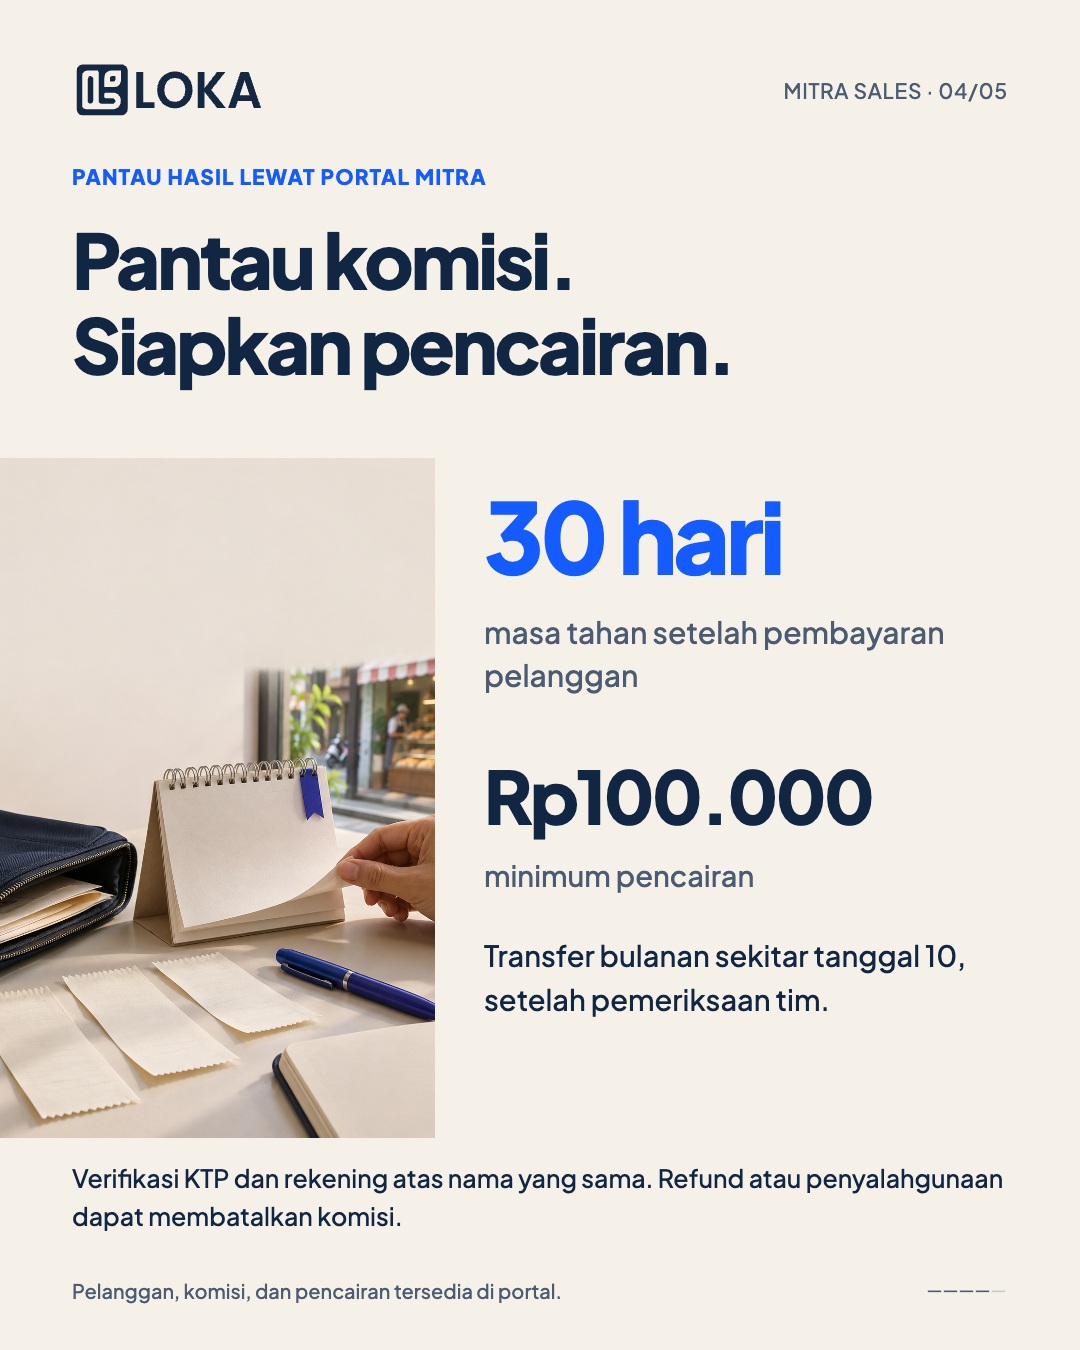 LOKA
MITRA SALES · 04/05
PANTAU HASIL LEWAT PORTAL MITRA
Pantau komisi.
Siapkan pencairan.
30 hari
masa tahan setelah pembayaran
pelanggan
Rp100.000
minimum pencairan
Transfer bulanan sekitar tanggal 10,
setelah pemeriksaan tim.
Verifikasi KTP dan rekening atas nama yang sama. Refund atau penyalahgunaan
dapat membatalkan komisi.
Pelanggan, komisi, dan pencairan tersedia di portal.